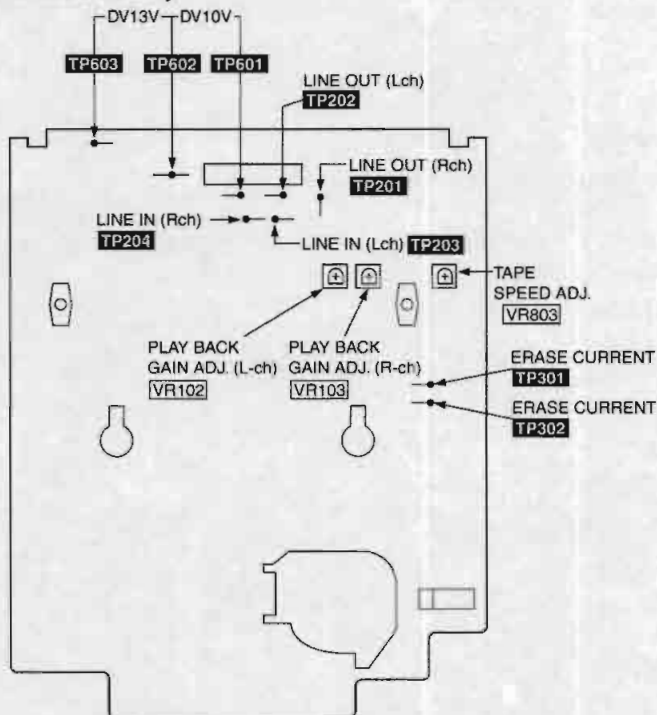 DV13V DV10V
TP603 TP602 TP601
LINE OUT (Lch)
TP202
LINE OUT (Rch)
TP201
LINE IN (Rch)
TP204
LINE IN (Lch) TP203
TAPE
SPEED ADJ.
VR803
PLAY BACK
GAIN ADJ. (L-ch)
VR102
PLAY BACK
GAIN ADJ. (R-ch)
VR103
ERASE CURRENT
TP301
ERASE CURRENT
TP302